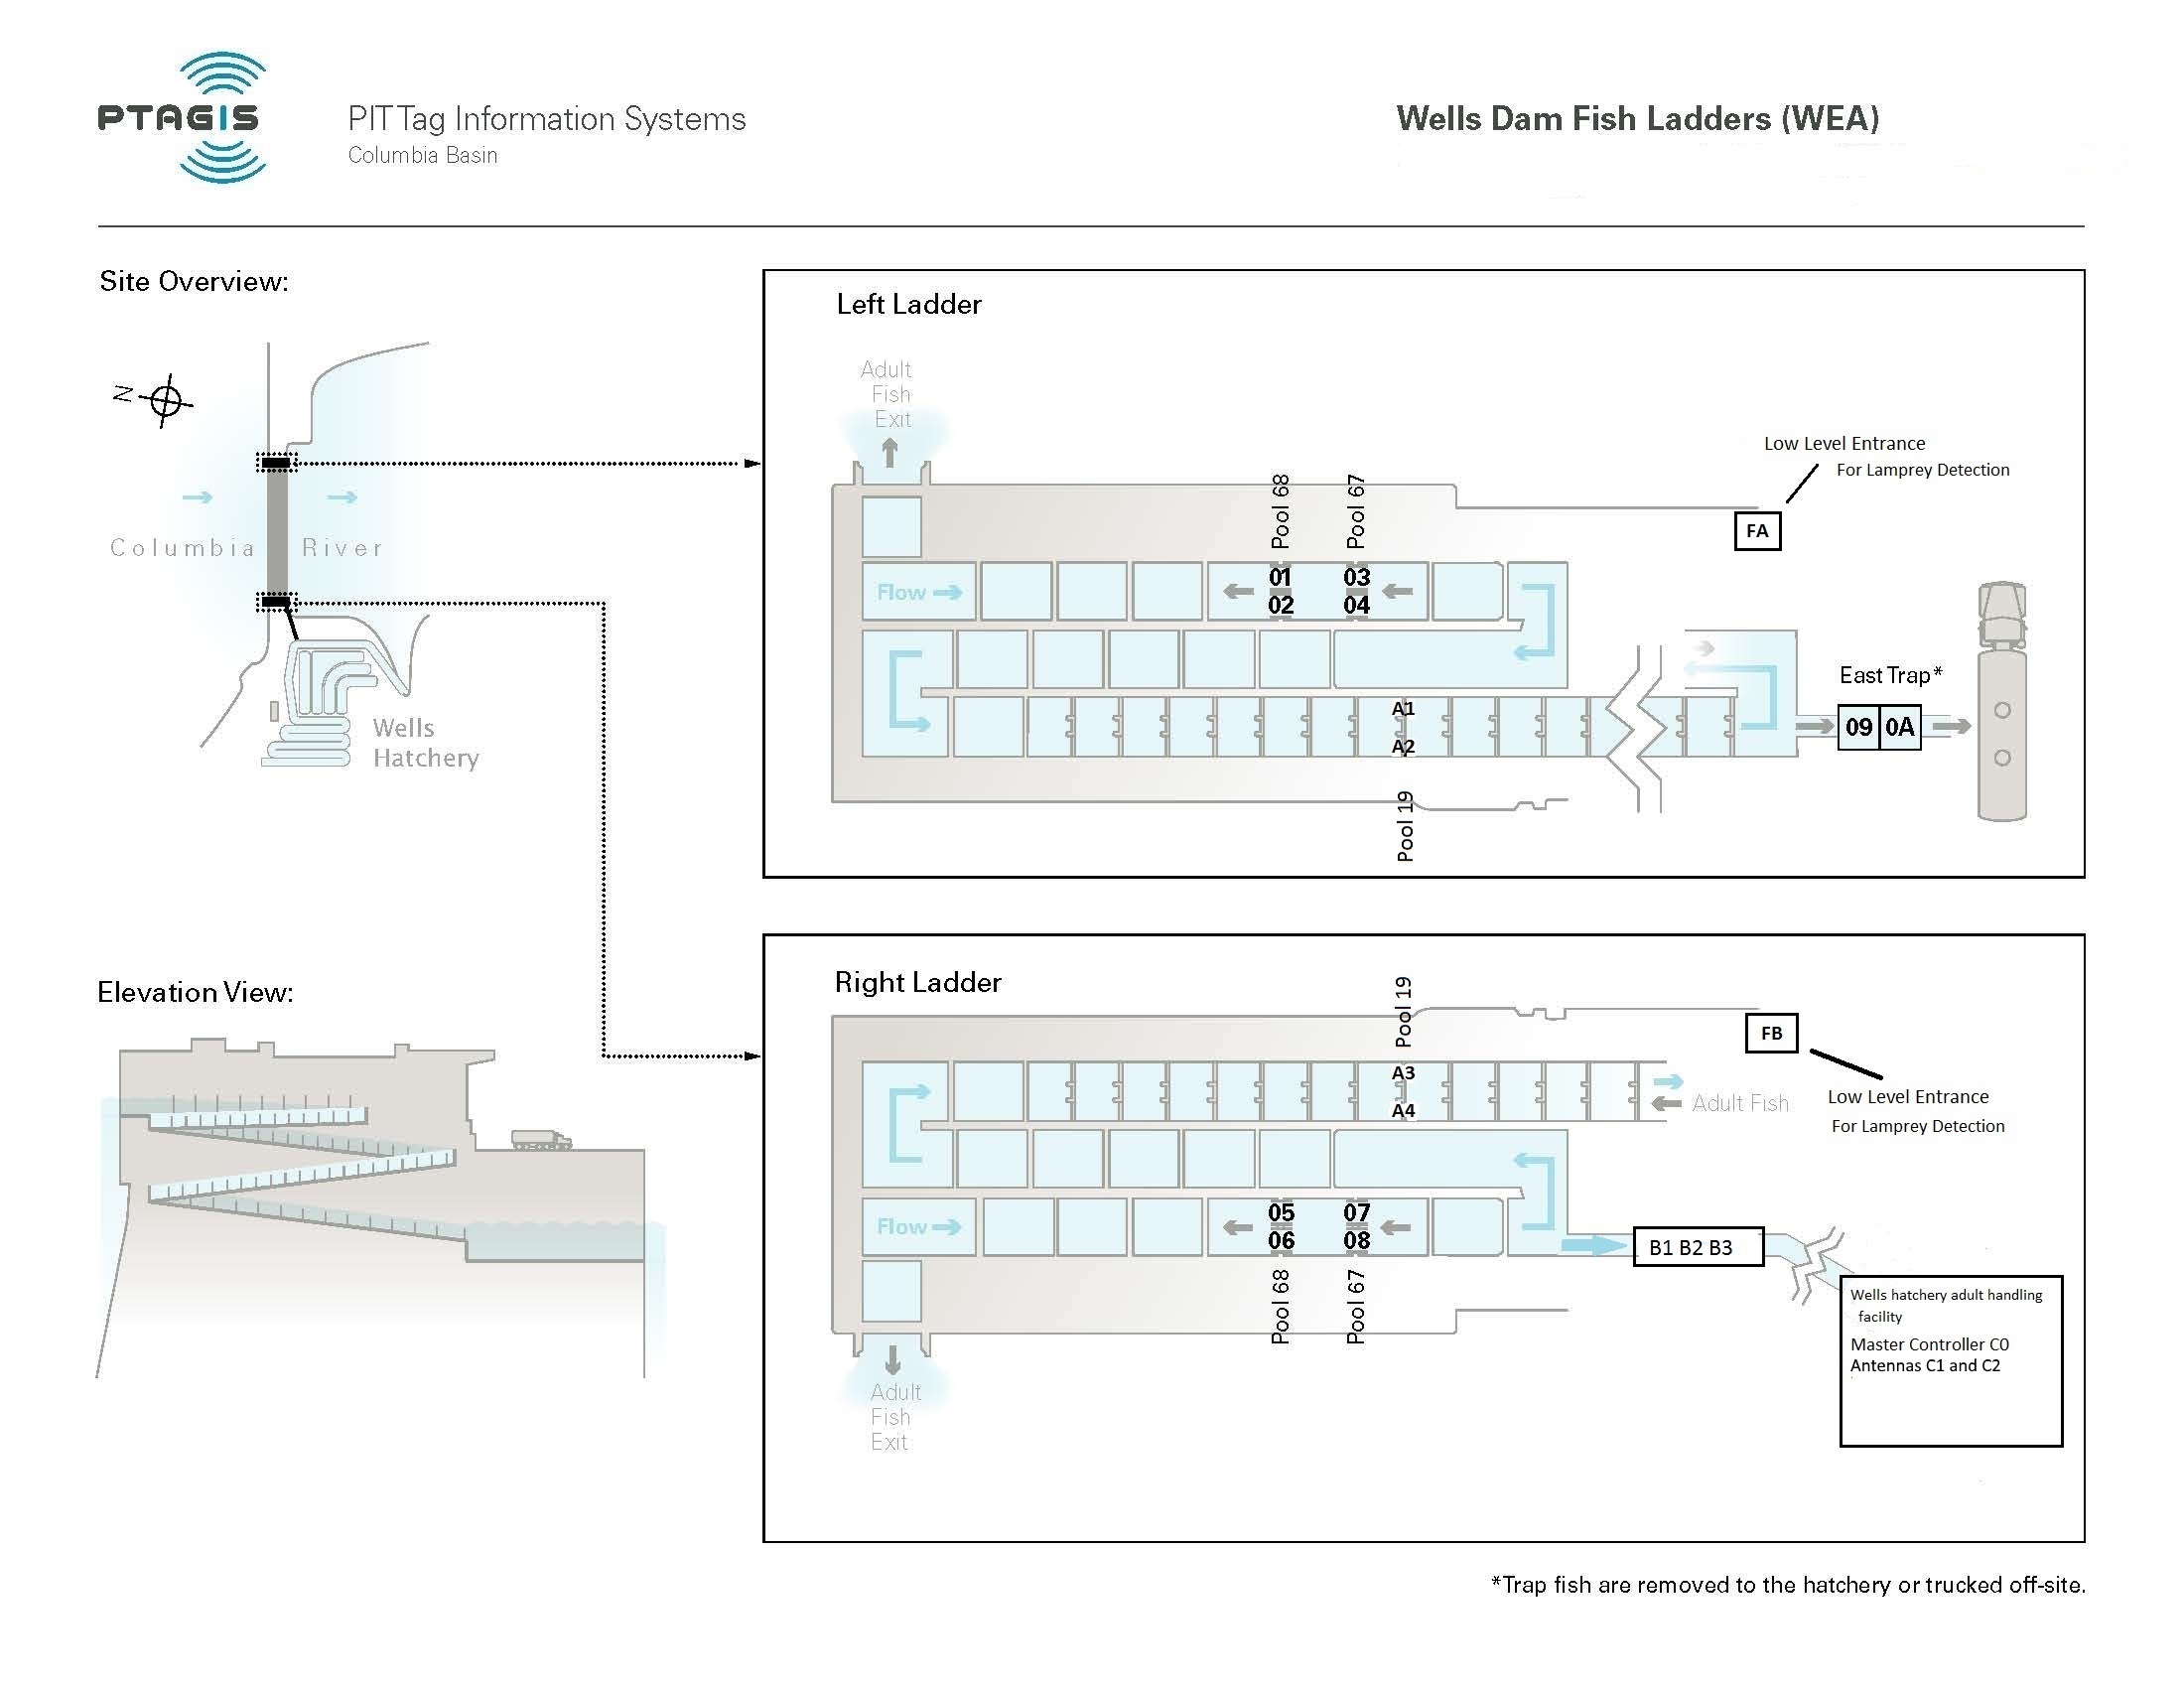 PTAGIS
PIT Tag Information Systems
Columbia Basin
Wells Dam Fish Ladders (WEA)
Site Overview:
N
Columbia River
Wells
Hatchery
Left Ladder
Adult
Fish
Exit
Low Level Entrance
For Lamprey Detection
FA
Pool 68
Pool 67
01
03
Flow
02
04
East Trap*
A1
A2
09
0A
Pool 19
Elevation View:
Right Ladder
Pool 19
FB
A3
A4
Adult Fish
Low Level Entrance
For Lamprey Detection
05
07
Flow
06
08
B1 B2 B3
Pool 68
Pool 67
Wells hatchery adult handling
facility
Master Controller C0
Antennas C1 and C2
Adult
Fish
Exit
*Trap fish are removed to the hatchery or trucked off-site.